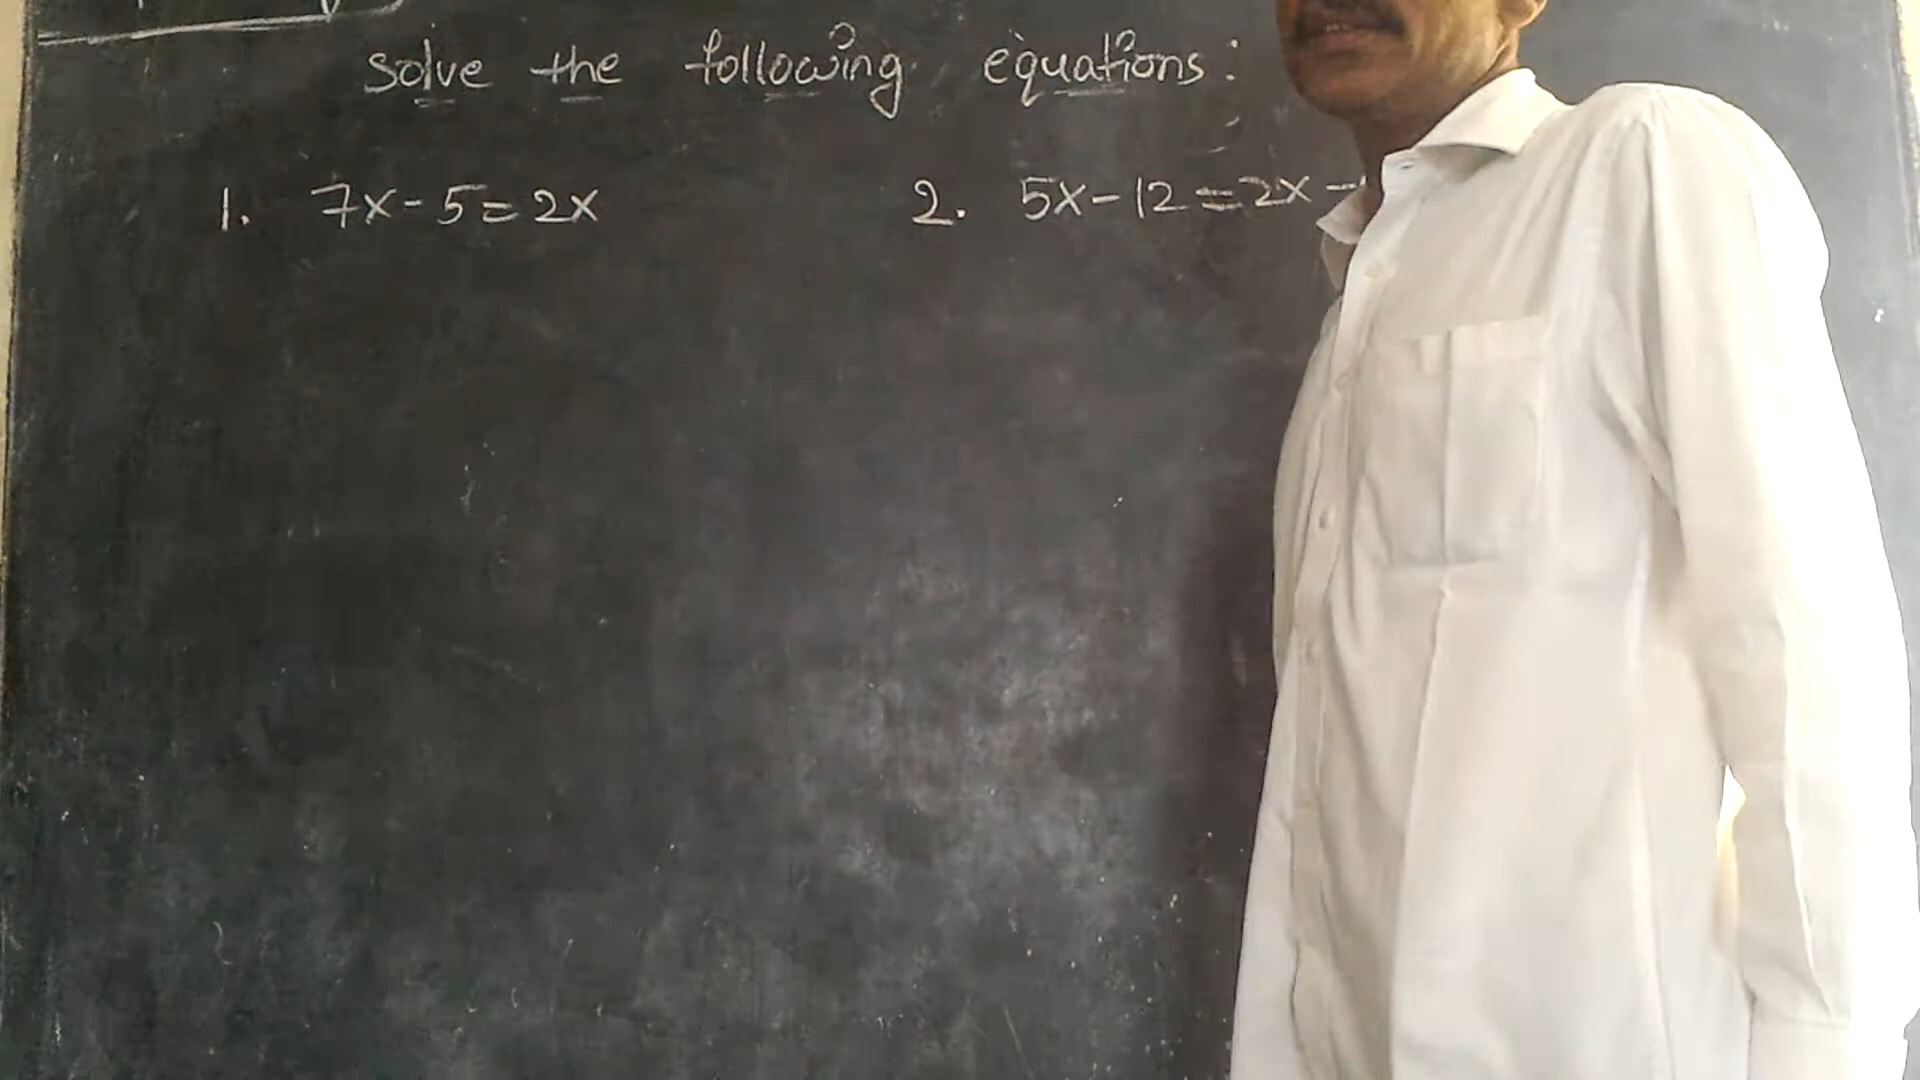 Solve the following equations:
1. 7x - 5 = 2x
2. 5x - 12 = 2x -